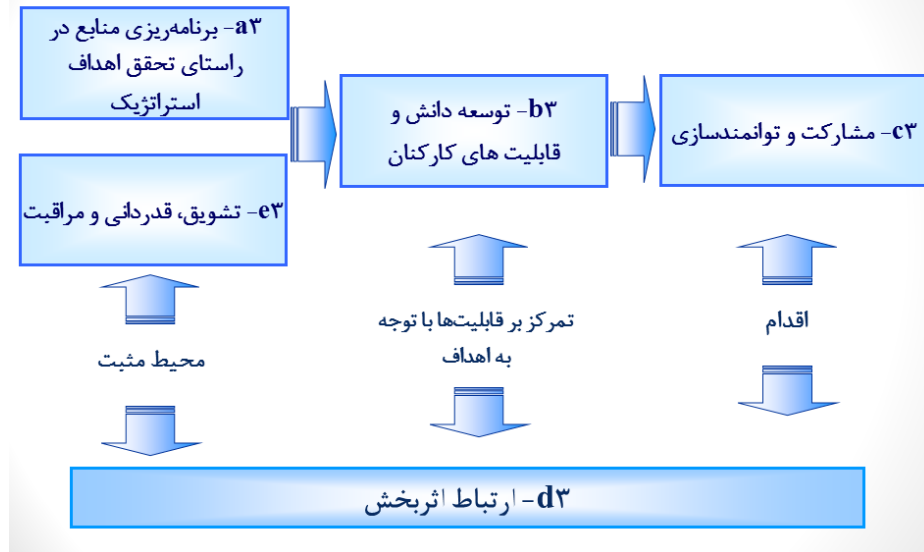 a۳- برنامه‌ریزی منابع در
راستای تحقق اهداف
استراتژیک
b۳- توسعه دانش و
قابلیت های کارکنان
c۳- مشارکت و توانمندسازی
e۳- تشویق، قدردانی و مراقبت
محیط مثبت
تمرکز بر قابلیت‌ها با توجه
به اهداف
اقدام
d۳- ارتباط اثربخش